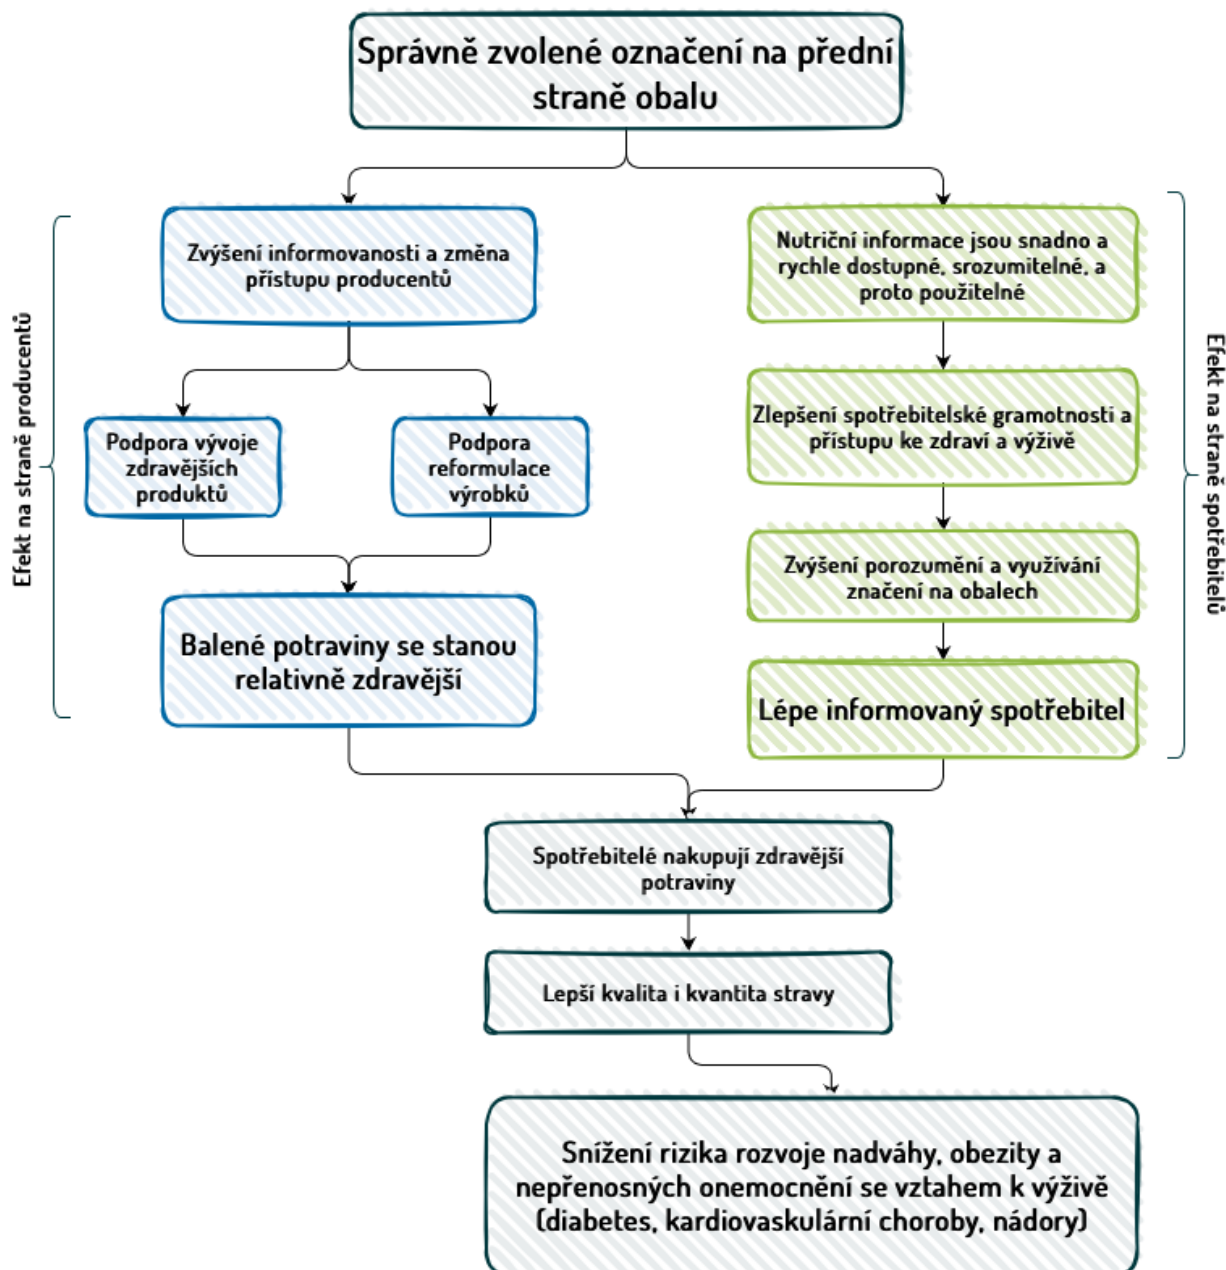 Správně zvolené označení na přední
straně obalu
Efekt na straně producentů
Zvýšení informovanosti a změna
přístupu producentů
Podpora vývoje
zdravějších
produktů
Podpora
reformulace
výrobků
Balené potraviny se stanou
relativně zdravější
Nutriční informace jsou snadno a
rychle dostupné, srozumitelné, a
proto použitelné
Zlepšení spotřebitelské gramotnosti a
přístupu ke zdraví a výživě
Zvýšení porozumění a využívání
značení na obalech
Lépe informovaný spotřebitel
Efekt na straně spotřebitelů
Spotřebitelé nakupují zdravější
potraviny
Lepší kvalita i kvantita stravy
Snížení rizika rozvoje nadváhy, obezity a
nepřenosných onemocnění se vztahem k výživě
(diabetes, kardiovaskulární choroby, nádory)